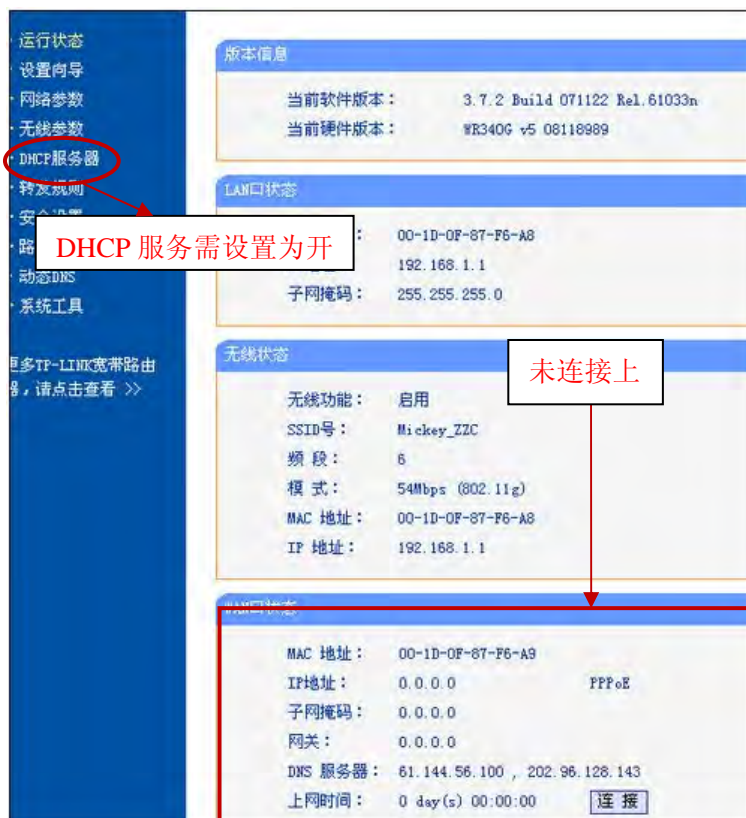 · 运行状态
· 设置向导
· 网络参数
· 无线参数
· DHCP服务器
· 转发规则
· 动态DNS
· 系统工具
更多TP-LINK宽带路由
器，请点击查看 >>
DHCP 服务需设置为开
版本信息
当前软件版本： 3.7.2 Build 071122 Rel.61033n
当前硬件版本： WR340G v5 08118989
LAN口状态
00-1D-0F-87-F6-A8
192.168.1.1
子网掩码： 255.255.255.0
无线状态
未连接上
无线功能： 启用
SSID号： Mickey_ZZC
频 段： 6
模 式： 54Mbps (802.11g)
MAC 地址： 00-1D-0F-87-F6-A8
IP 地址： 192.168.1.1
WAN口状态
MAC 地址： 00-1D-0F-87-F6-A9
IP地址： 0.0.0.0 PPPoE
子网掩码： 0.0.0.0
网关： 0.0.0.0
DNS 服务器： 61.144.56.100 , 202.96.128.143
上网时间： 0 day(s) 00:00:00 连 接